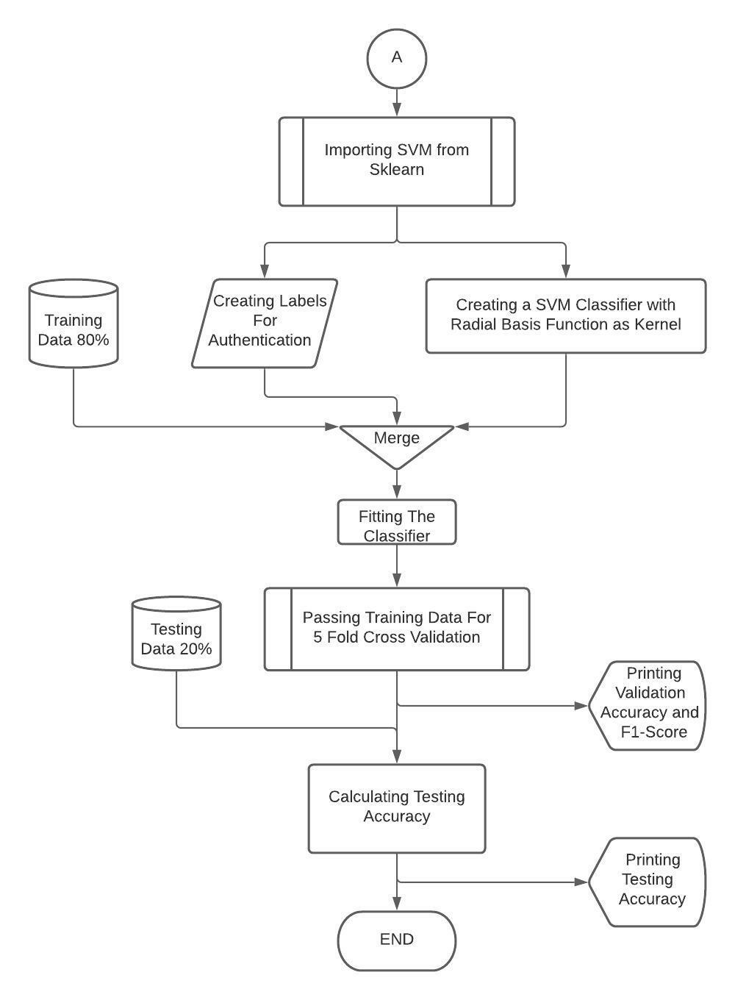 A
Importing SVM from
Sklearn
Training
Data 80%
Creating Labels
For
Authentication
Creating a SVM Classifier with
Radial Basis Function as Kernel
Merge
Fitting The
Classifier
Testing
Data 20%
Passing Training Data For
5 Fold Cross Validation
Printing
Validation
Accuracy and
F1-Score
Calculating Testing
Accuracy
Printing
Testing
Accuracy
END